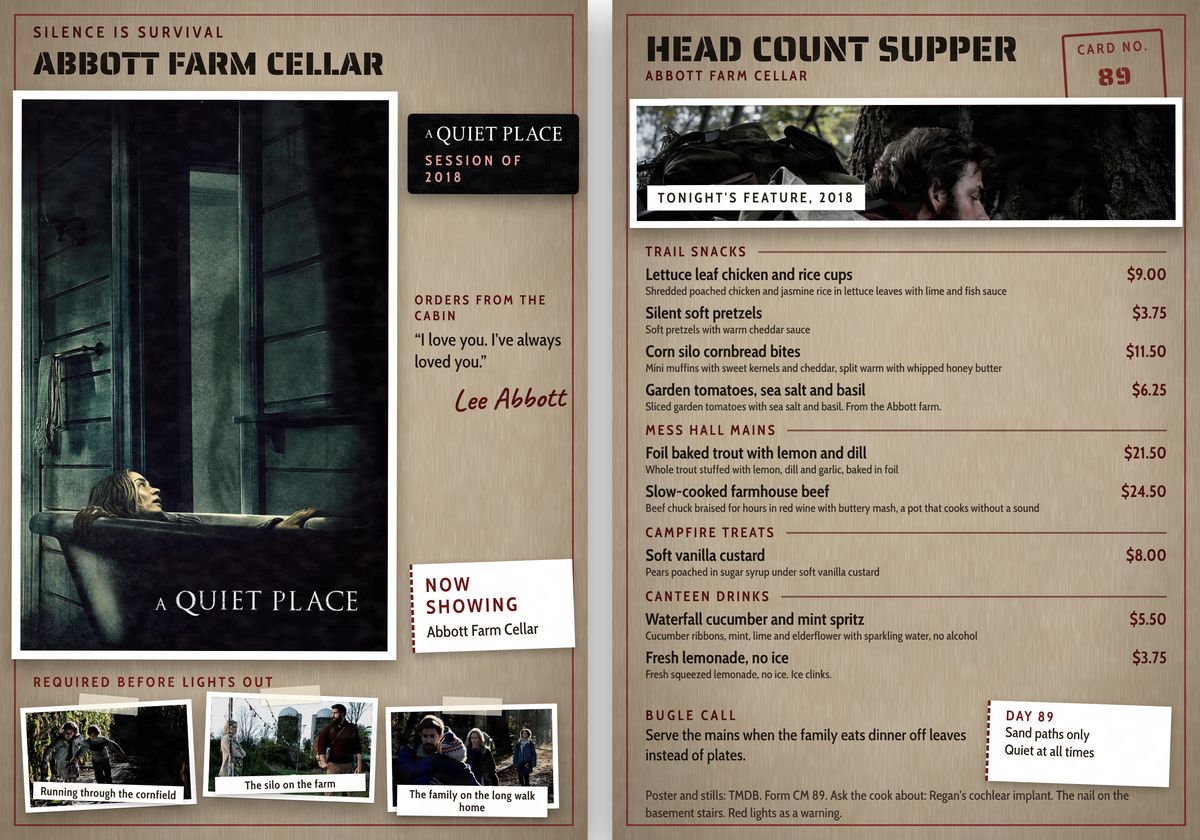 SILENCE IS SURVIVAL
ABBOTT FARM CELLAR
A QUIET PLACE
SESSION OF
2018
ORDERS FROM THE
CABIN
“I love you. I've always
loved you.”
Lee Abbott
A QUIET PLACE
NOW
SHOWING
Abbott Farm Cellar
REQUIRED BEFORE LIGHTS OUT
Running through the cornfield
The silo on the farm
The family on the long walk
home
HEAD COUNT SUPPER
ABBOTT FARM CELLAR
CARD NO.
89
TONIGHT'S FEATURE, 2018
TRAIL SNACKS
Lettuce leaf chicken and rice cups $9.00
Shredded poached chicken and jasmine rice in lettuce leaves with lime and fish sauce
Silent soft pretzels $3.75
Soft pretzels with warm cheddar sauce
Corn silo cornbread bites $11.50
Mini muffins with sweet kernels and cheddar, split warm with whipped honey butter
Garden tomatoes, sea salt and basil $6.25
Sliced garden tomatoes with sea salt and basil. From the Abbott farm.
MESS HALL MAINS
Foil baked trout with lemon and dill $21.50
Whole trout stuffed with lemon, dill and garlic, baked in foil
Slow-cooked farmhouse beef $24.50
Beef chuck braised for hours in red wine with buttery mash, a pot that cooks without a sound
CAMPFIRE TREATS
Soft vanilla custard $8.00
Pears poached in sugar syrup under soft vanilla custard
CANTEEN DRINKS
Waterfall cucumber and mint spritz $5.50
Cucumber ribbons, mint, lime and elderflower with sparkling water, no alcohol
Fresh lemonade, no ice $3.75
Fresh squeezed lemonade, no ice. Ice clinks.
BUGLE CALL
Serve the mains when the family eats dinner off leaves
instead of plates.
DAY 89
Sand paths only
Quiet at all times
Poster and stills: TMDB. Form CM 89. Ask the cook about: Regan's cochlear implant. The nail on the
basement stairs. Red lights as a warning.